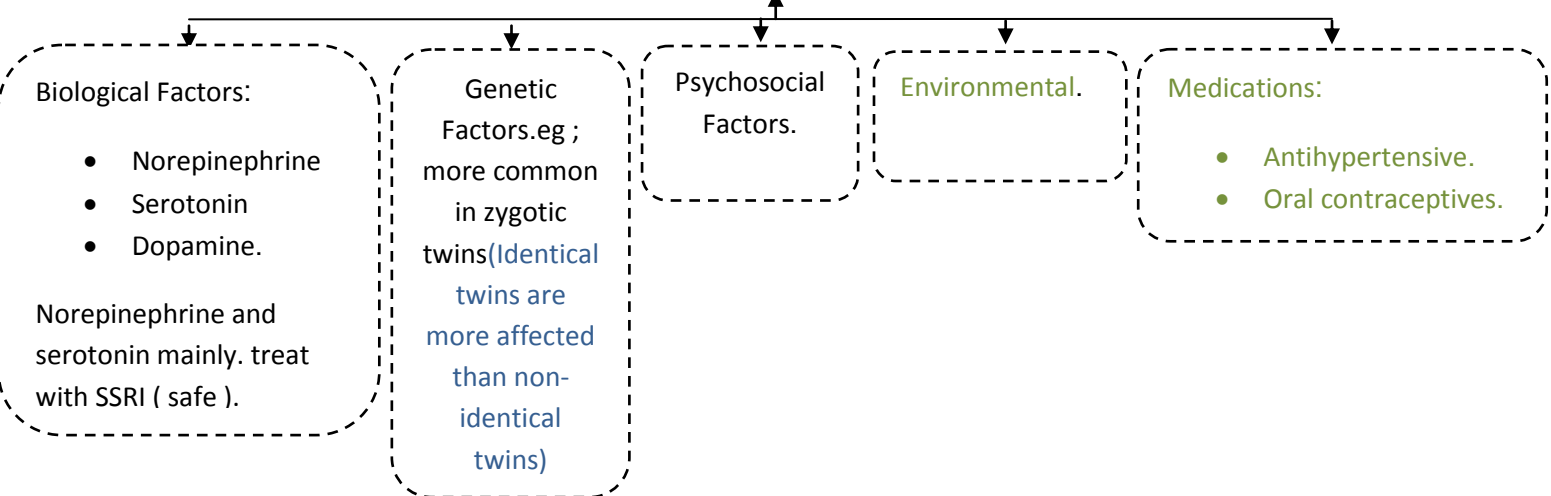 Biological Factors:
• Norepinephrine
• Serotonin
• Dopamine.
Norepinephrine and
serotonin mainly. treat
with SSRI ( safe ).
Genetic
Factors.eg ;
more common
in zygotic
twins(Identical
twins are
more affected
than non-
identical
twins)
Psychosocial
Factors.
Environmental.
Medications:
• Antihypertensive.
• Oral contraceptives.